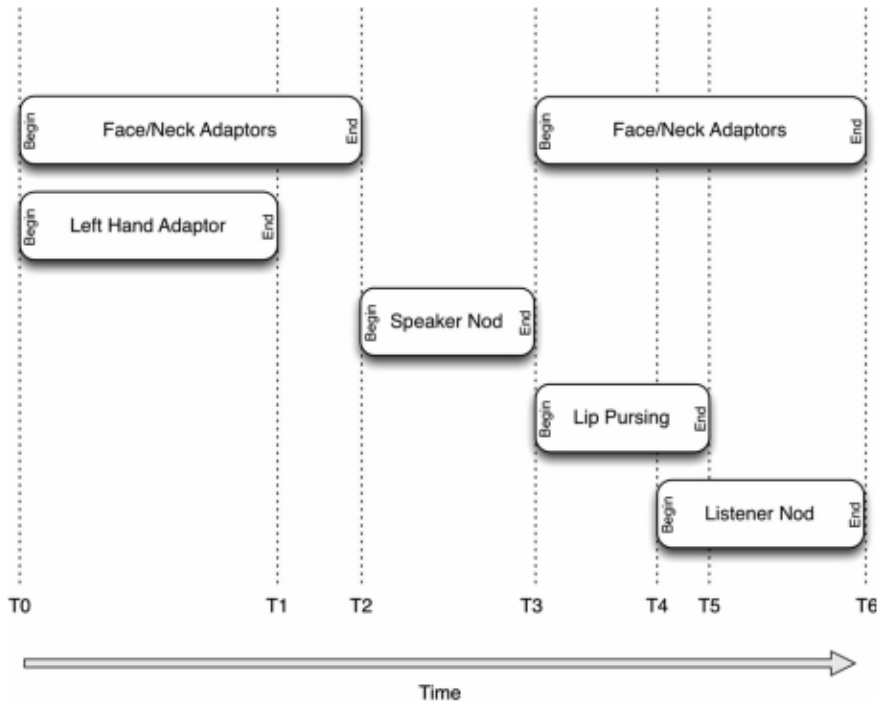 Begin Face/Neck Adaptors End
Begin Face/Neck Adaptors End
Begin Left Hand Adaptor End
Begin Speaker Nod End
Begin Lip Pursing End
Begin Listener Nod End
T0 T1 T2 T3 T4 T5 T6
Time